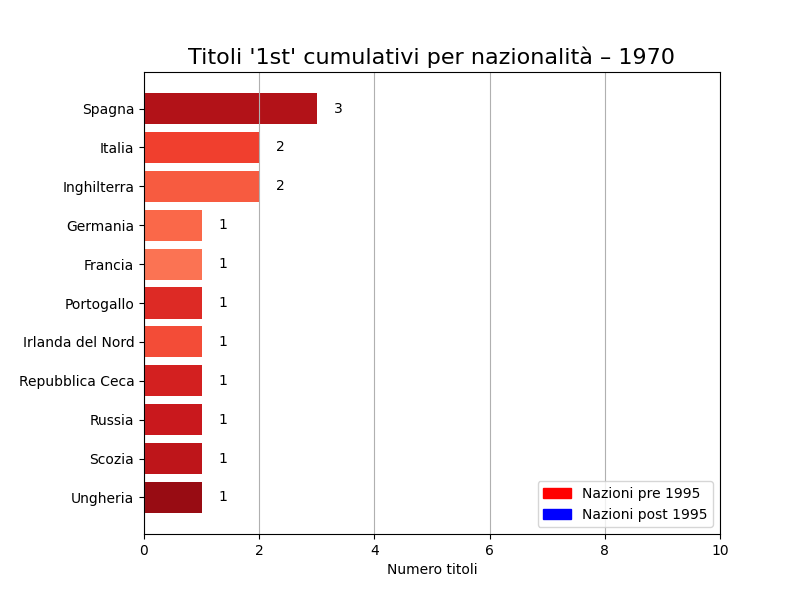 Titoli '1st' cumulativi per nazionalità – 1970
Spagna 3
Italia 2
Inghilterra 2
Germania 1
Francia 1
Portogallo 1
Irlanda del Nord 1
Repubblica Ceca 1
Russia 1
Scozia 1
Ungheria 1
Nazioni pre 1995
Nazioni post 1995
0 2 4 6 8 10
Numero titoli